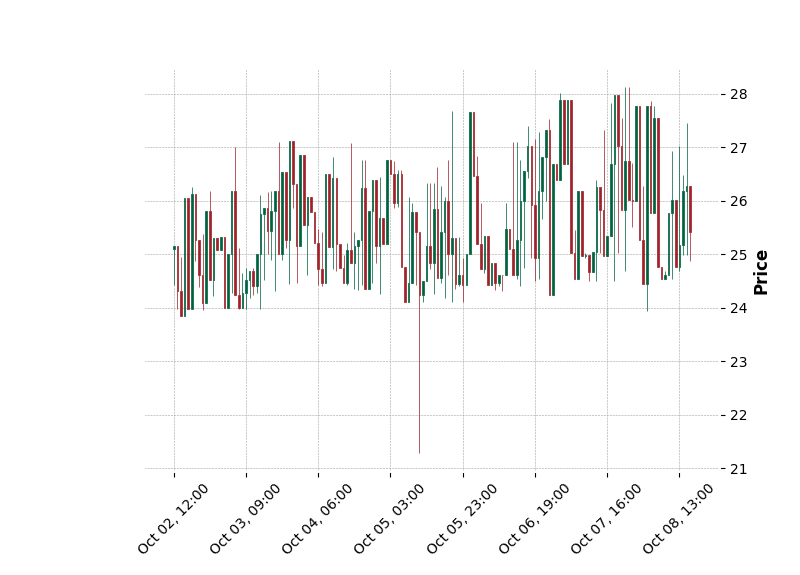 28
27
26
25
24
23
22
21
Price
Oct 02, 12:00
Oct 03, 09:00
Oct 04, 06:00
Oct 05, 03:00
Oct 05, 23:00
Oct 06, 19:00
Oct 07, 16:00
Oct 08, 13:00